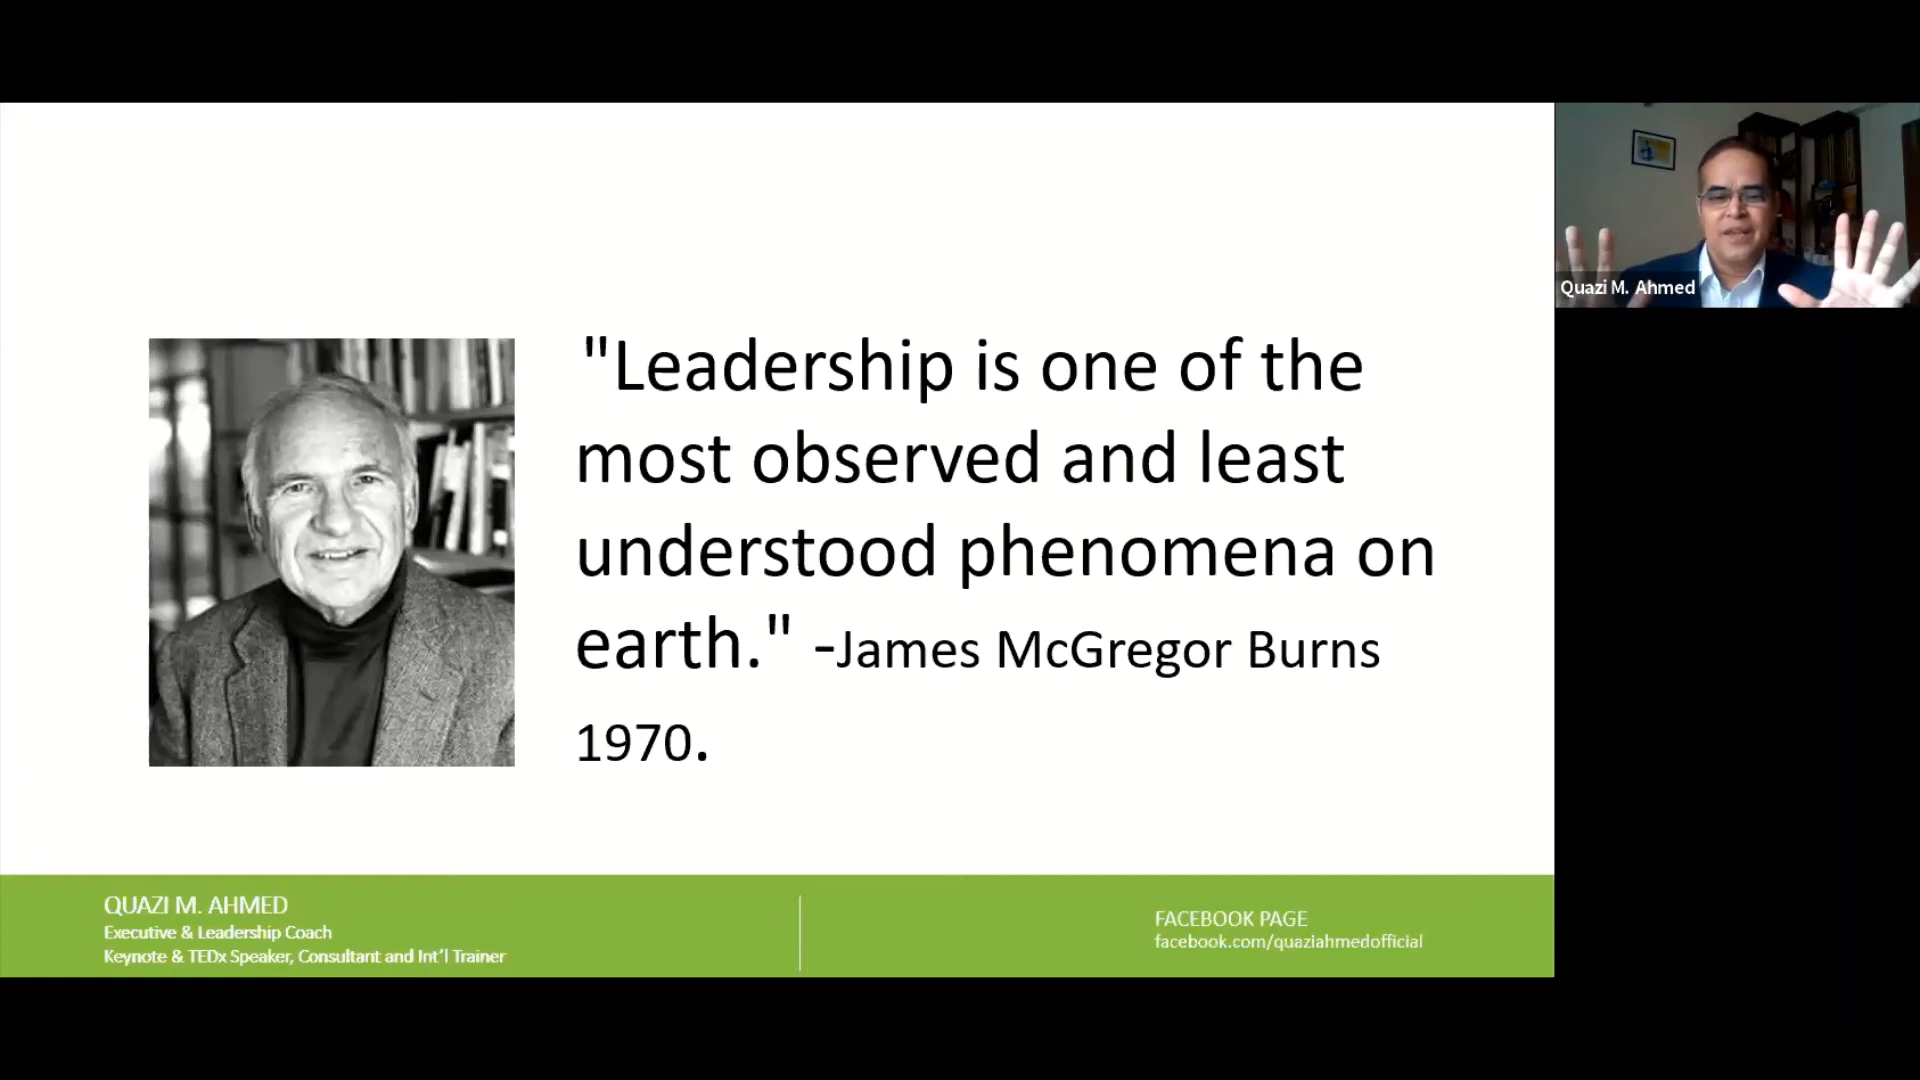 "Leadership is one of the
most observed and least
understood phenomena on
earth." -James McGregor Burns
1970.
Quazi M. Ahmed
QUAZI M. AHMED
Executive & Leadership Coach
Keynote & TEDx Speaker, Consultant and Int'l Trainer
FACEBOOK PAGE
facebook.com/quaziahmedofficial